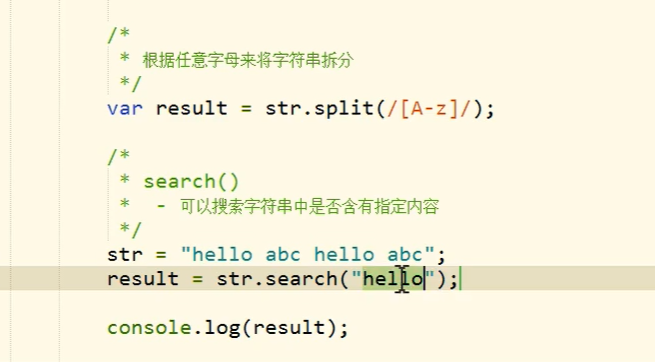 /*
* 根据任意字母来将字符串拆分
*/
var result = str.split(/[A-z]/);
/*
* search()
* - 可以搜索字符串中是否含有指定内容
*/
str = "hello abc hello abc";
result = str.search("hello");
console.log(result);